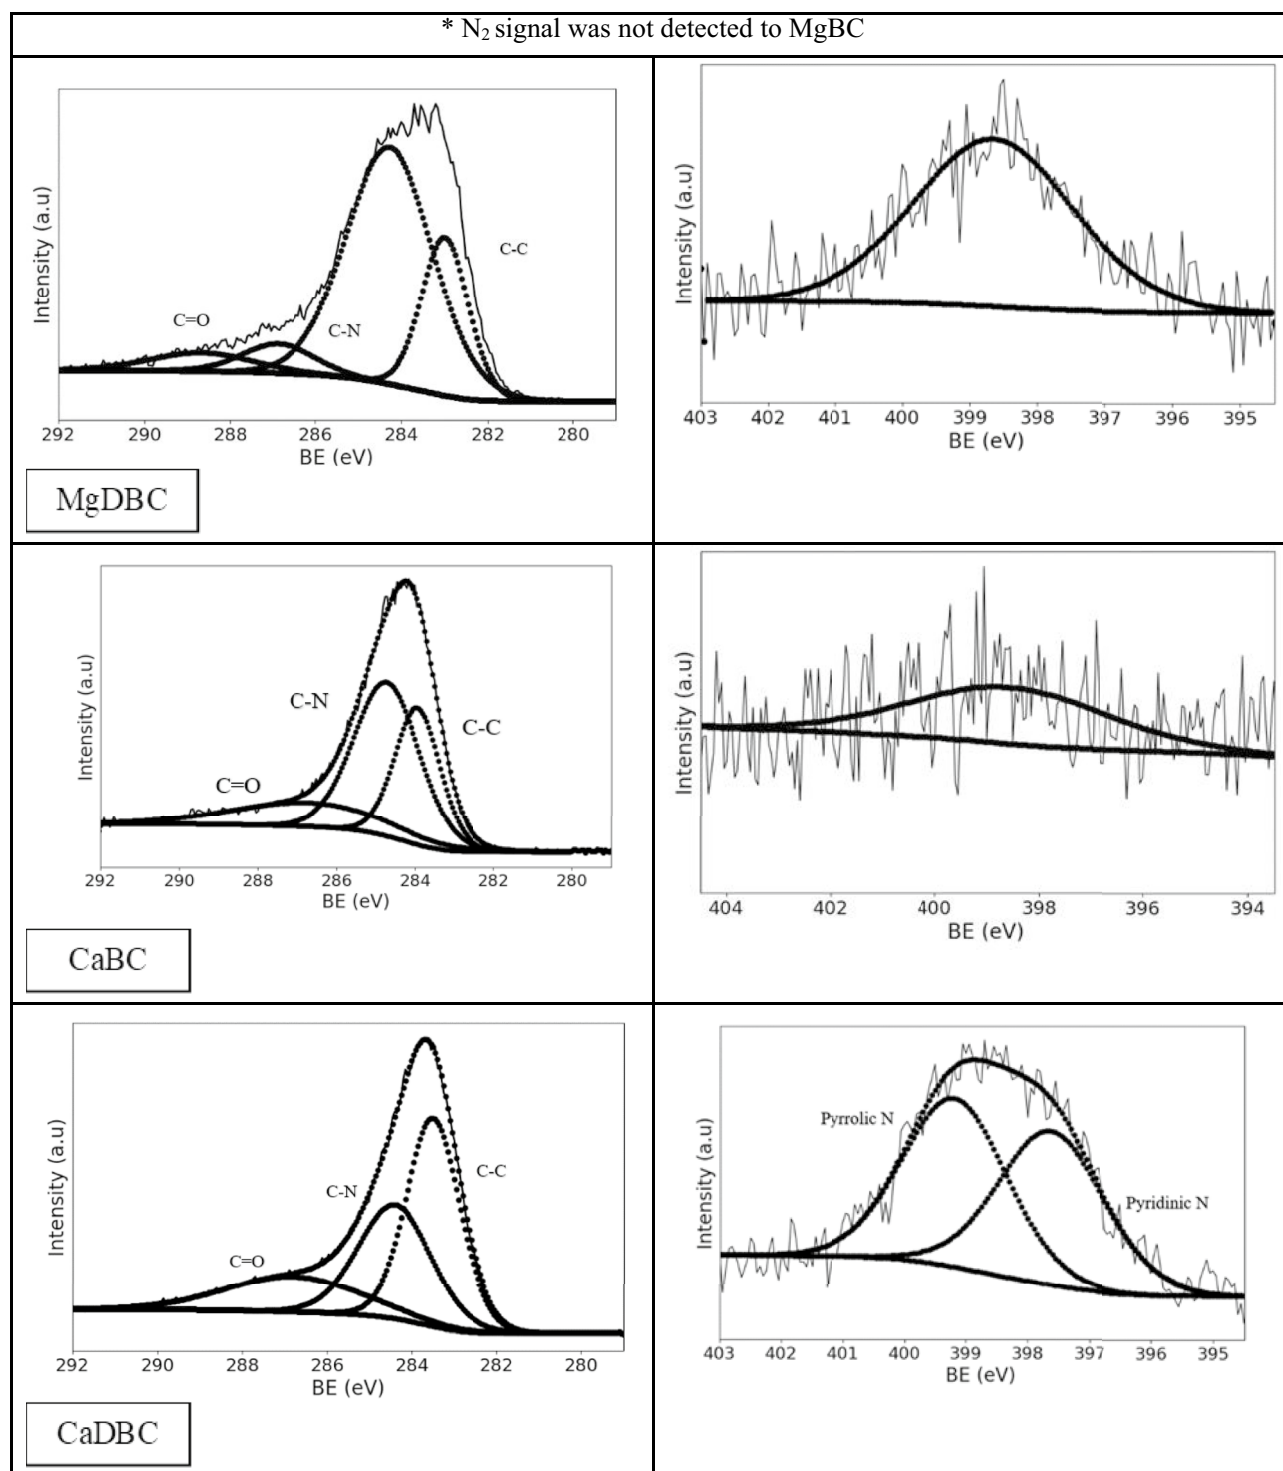 * N₂ signal was not detected to MgBC
Intensity (a.u)
C=O
C-N
C-C
292 290 288 286 284 282 280
BE (eV)
MgDBC
Intensity (a.u)
403 402 401 400 399 398 397 396 395
BE (eV)
Intensity (a.u)
C=O
C-N
C-C
292 290 288 286 284 282 280
BE (eV)
CaBC
Intensity (a.u)
404 402 400 398 396 394
BE (eV)
Intensity (a.u)
C=O
C-N
C-C
292 290 288 286 284 282 280
BE (eV)
CaDBC
Intensity (a.u)
Pyrrolic N
Pyridinic N
403 402 401 400 399 398 397 396 395
BE (eV)